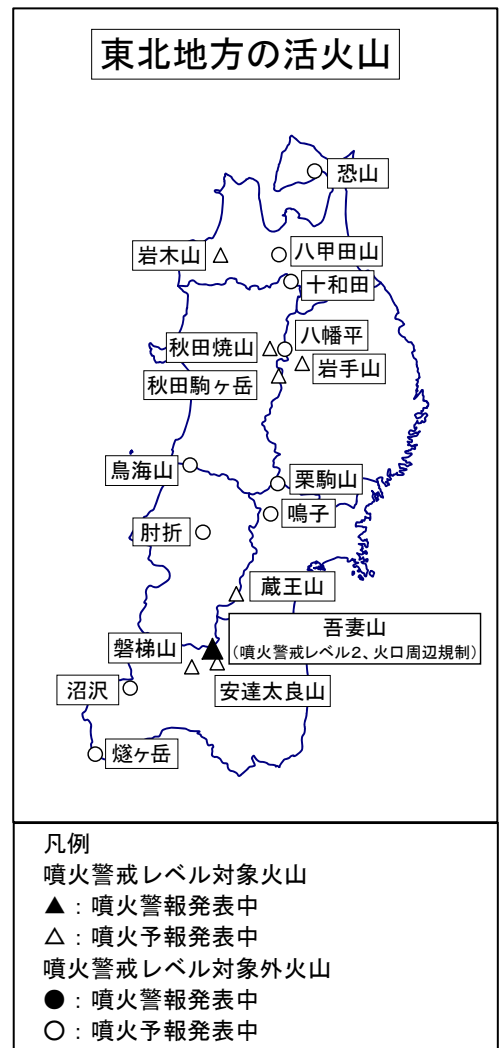 東北地方の活火山
恐山
岩木山
八甲田山
十和田
八幡平
秋田焼山
岩手山
秋田駒ヶ岳
鳥海山
栗駒山
鳴子
肘折
蔵王山
吾妻山
(噴火警戒レベル2、火口周辺規制)
磐梯山
沼沢
安達太良山
燧ヶ岳
凡例
噴火警戒レベル対象火山
▲：噴火警報発表中
△：噴火予報発表中
噴火警戒レベル対象外火山
●：噴火警報発表中
○：噴火予報発表中